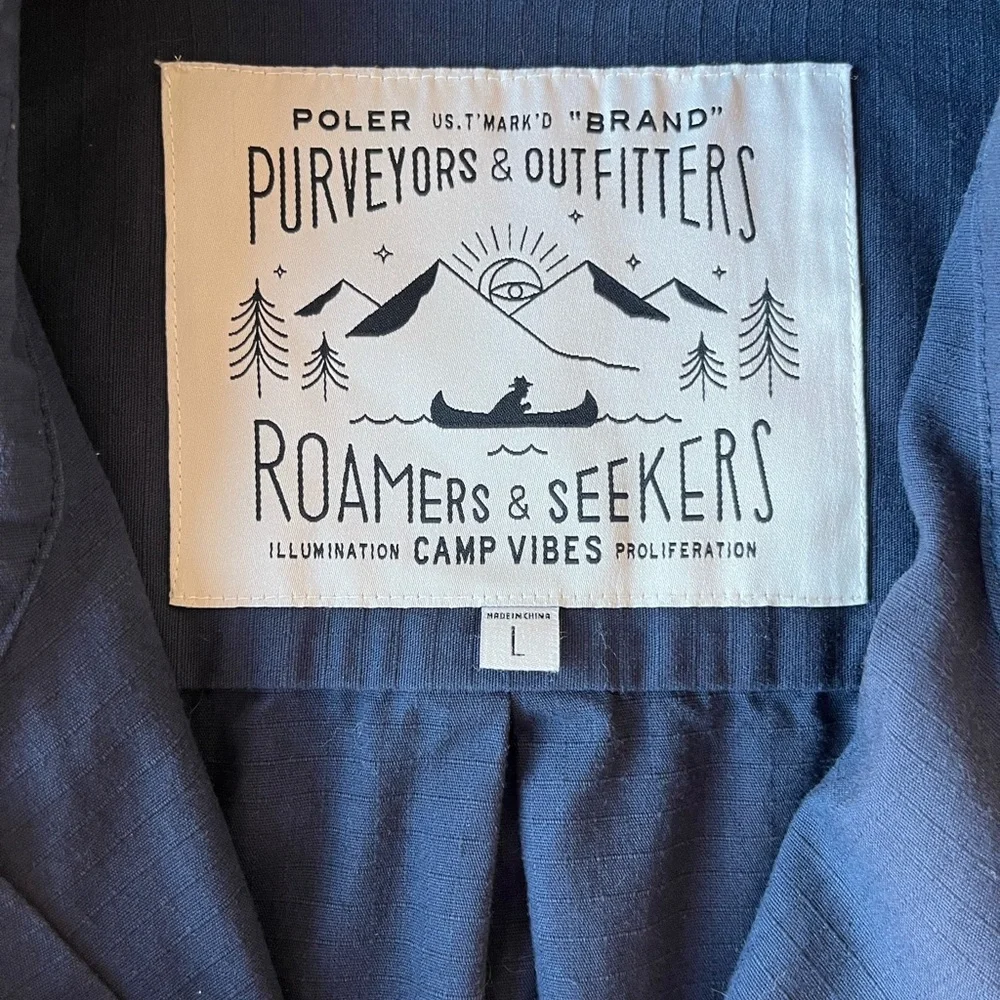 POLER US.T'MARK'D "BRAND"
PURVEYORS & OUTFITTERS
ROAMERS & SEEKERS
ILLUMINATION CAMP VIBES PROLIFERATION
MADE IN CHINA
L